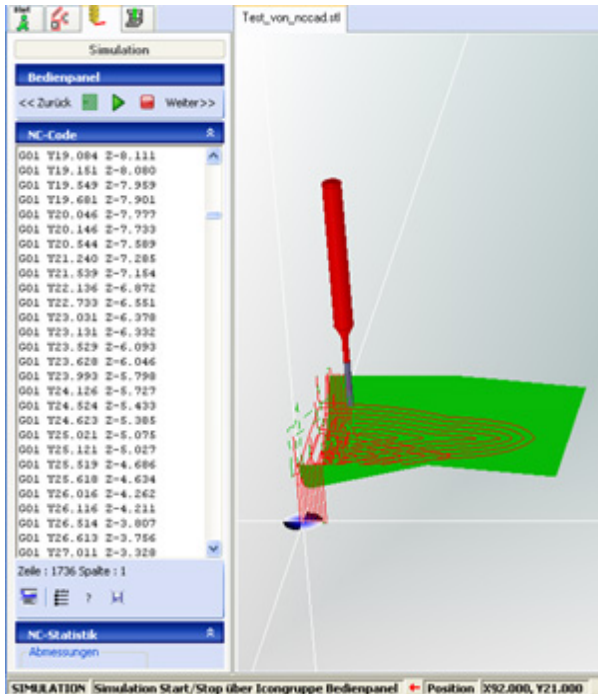 Start
Test_von_nccad.stl
Simulation
Bedienpanel
<< Zurück Weiter>>
NC-Code
G01 Y19.084 Z-8.111
G01 Y19.151 Z-8.080
G01 Y19.549 Z-7.959
G01 Y19.681 Z-7.901
G01 Y20.046 Z-7.777
G01 Y20.146 Z-7.733
G01 Y20.544 Z-7.589
G01 Y21.240 Z-7.285
G01 Y21.539 Z-7.154
G01 Y22.136 Z-6.872
G01 Y22.733 Z-6.551
G01 Y23.031 Z-6.378
G01 Y23.131 Z-6.332
G01 Y23.529 Z-6.093
G01 Y23.628 Z-6.046
G01 Y23.993 Z-5.798
G01 Y24.126 Z-5.727
G01 Y24.524 Z-5.433
G01 Y24.623 Z-5.385
G01 Y25.021 Z-5.075
G01 Y25.121 Z-5.027
G01 Y25.519 Z-4.686
G01 Y25.618 Z-4.634
G01 Y26.016 Z-4.262
G01 Y26.116 Z-4.211
G01 Y26.514 Z-3.807
G01 Y26.613 Z-3.756
G01 Y27.011 Z-3.328
Zeile : 1736 Spalte : 1
?
NC-Statistik
Abmessungen
SIMULATION Simulation Start/Stop über Icongruppe Bedienpanel Position X92.000, Y21.000